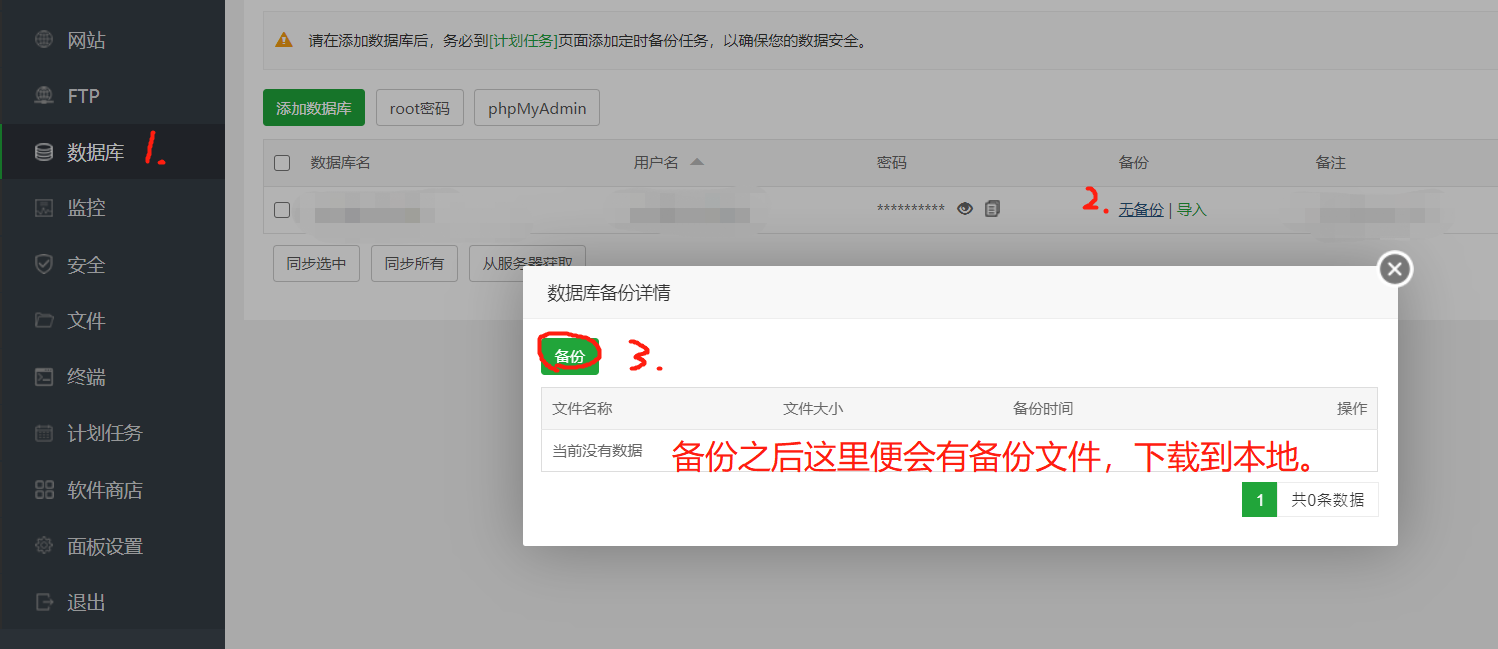 网站
FTP
数据库 1.
监控
安全
文件
终端
计划任务
软件商店
面板设置
退出
请在添加数据库后，务必到[计划任务]页面添加定时备份任务，以确保您的数据安全。
添加数据库 root密码 phpMyAdmin
数据库名 用户名 密码 备份 备注
********** 2. 无备份 | 导入
同步选中 同步所有 从服务器获取
数据库备份详情
备份 3.
文件名称 文件大小 备份时间 操作
当前没有数据 备份之后这里便会有备份文件，下载到本地。
1 共0条数据